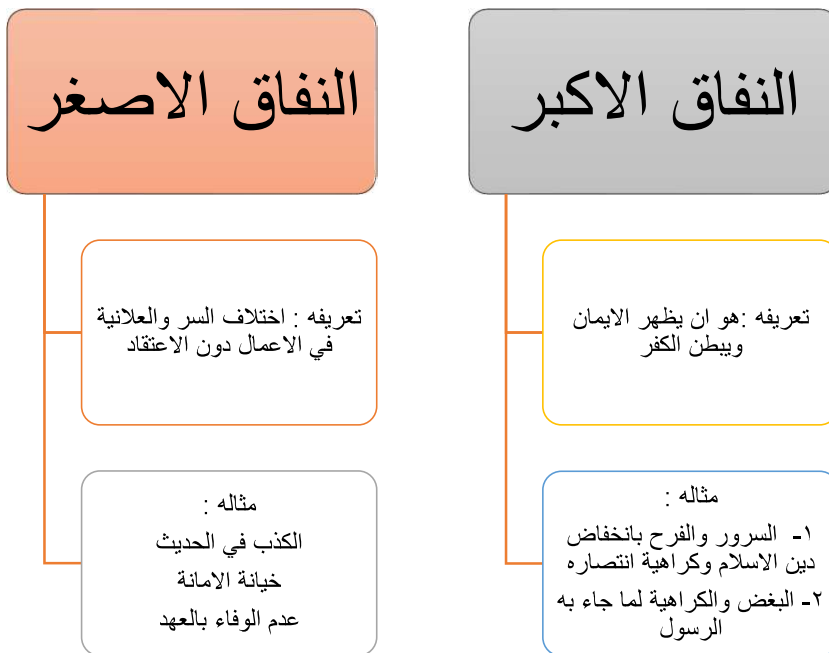 النفاق الاكبر
تعريفه :هو ان يظهر الايمان
ويبطن الكفر
مثاله :
١- السرور والفرح بانخفاض
دين الاسلام وكراهية انتصاره
٢- البغض والكراهية لما جاء به
الرسول
النفاق الاصغر
تعريفه : اختلاف السر والعلانية
في الاعمال دون الاعتقاد
مثاله :
الكذب في الحديث
خيانة الامانة
عدم الوفاء بالعهد